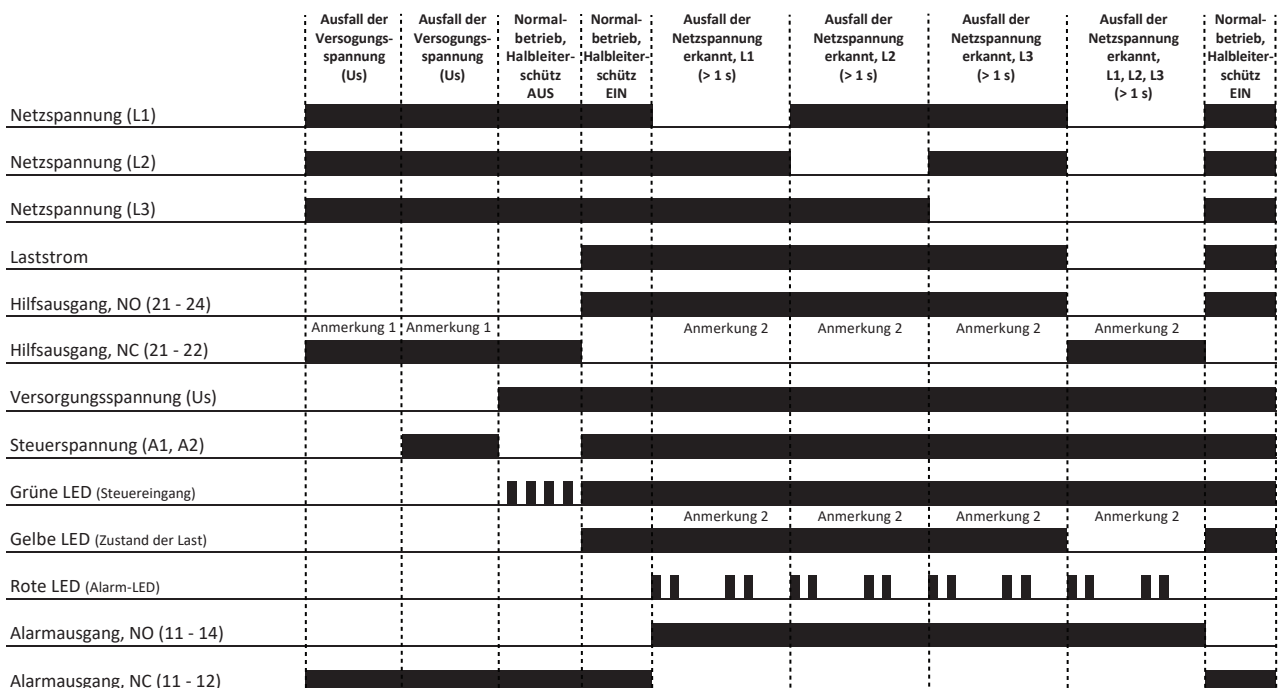 Ausfall der Versogungs-spannung (Us)
Ausfall der Versogungs-spannung (Us)
Normal-betrieb, Halbleiter-schütz AUS
Normal-betrieb, Halbleiter-schütz EIN
Ausfall der Netzspannung erkannt, L1 (> 1 s)
Ausfall der Netzspannung erkannt, L2 (> 1 s)
Ausfall der Netzspannung erkannt, L3 (> 1 s)
Ausfall der Netzspannung erkannt, L1, L2, L3 (> 1 s)
Normal-betrieb, Halbleiter-schütz EIN
Netzspannung (L1)
Netzspannung (L2)
Netzspannung (L3)
Laststrom
Hilfsausgang, NO (21 - 24)
Anmerkung 1 Anmerkung 1 Anmerkung 2 Anmerkung 2 Anmerkung 2 Anmerkung 2
Hilfsausgang, NC (21 - 22)
Versorgungsspannung (Us)
Steuerspannung (A1, A2)
Grüne LED (Steuereingang)
Anmerkung 2 Anmerkung 2 Anmerkung 2 Anmerkung 2
Gelbe LED (Zustand der Last)
Rote LED (Alarm-LED)
Alarmausgang, NO (11 - 14)
Alarmausgang, NC (11 - 12)